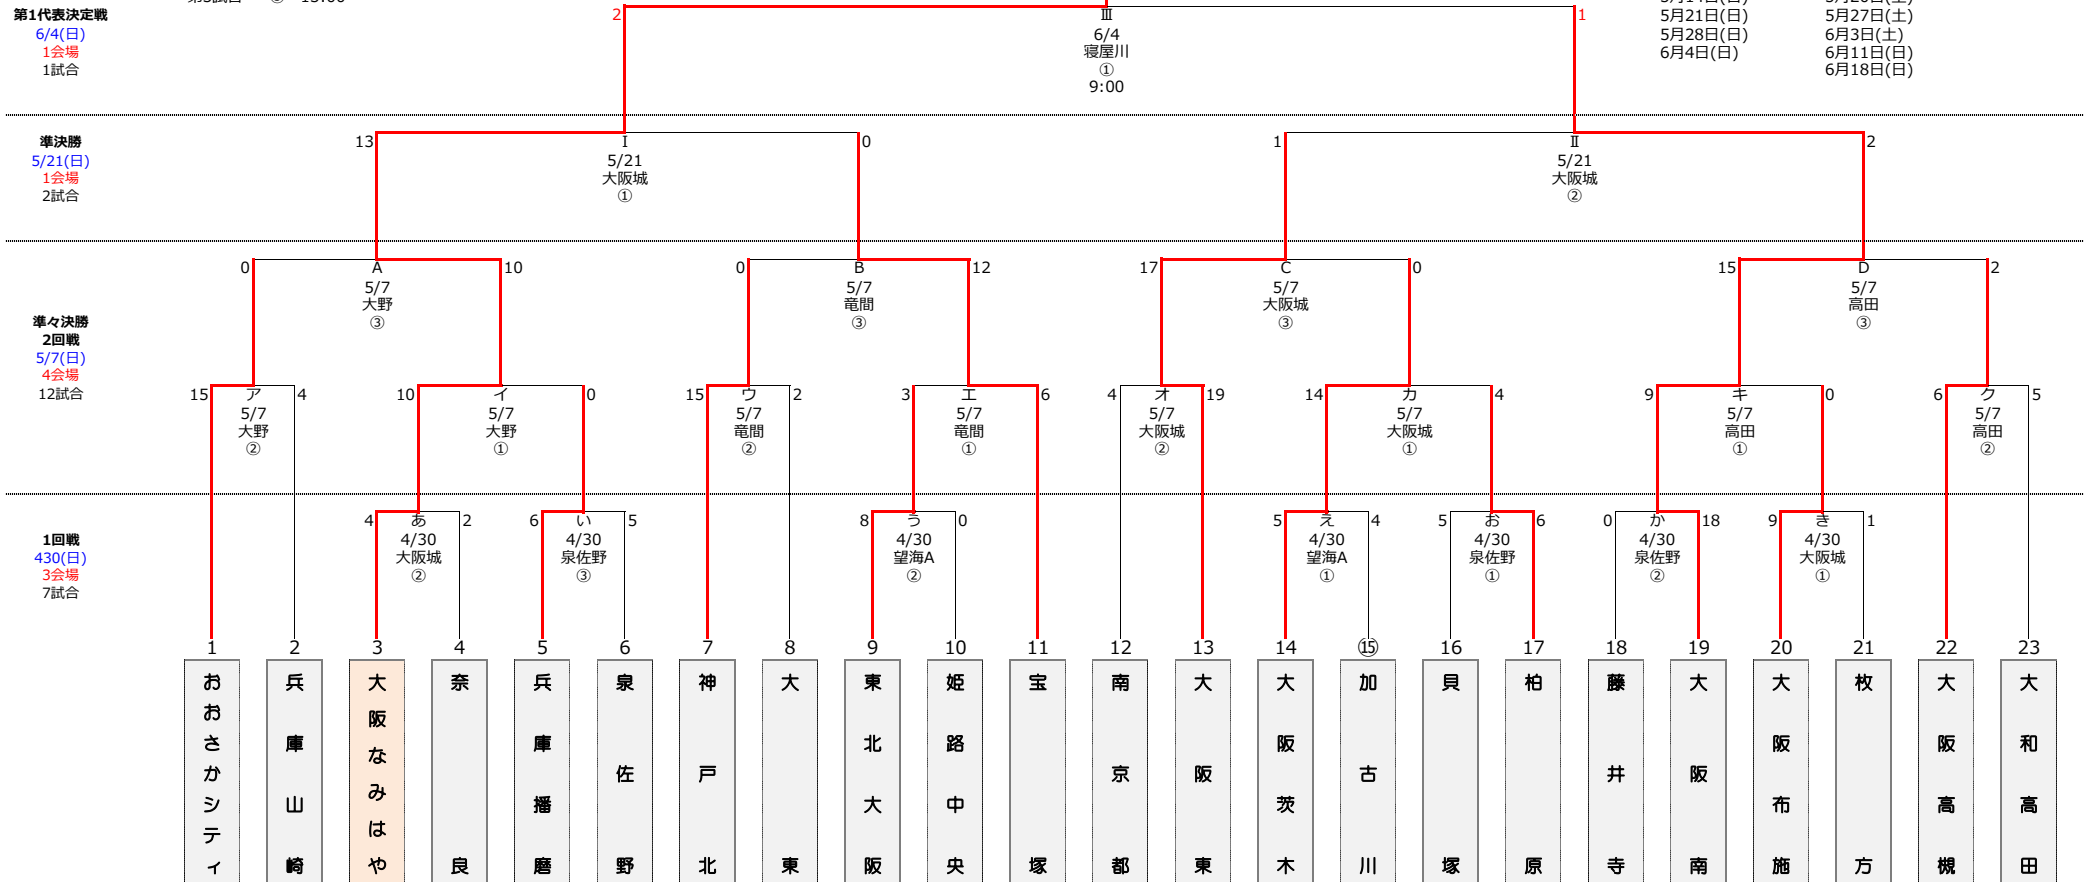 第1代表決定戦
6/4(日)
1会場
1試合
2
Ⅲ
1
6/4
寝屋川
①
9:00
5月21日(日)
5月27日(土)
5月28日(日)
6月3日(土)
6月4日(日)
6月11日(日)
6月18日(日)
準決勝
5/21(日)
1会場
2試合
13
Ⅰ
0
5/21
大阪城
①
1
Ⅱ
2
5/21
大阪城
②
準々決勝
2回戦
5/7(日)
4会場
12試合
0
A
10
5/7
大野
③
0
B
12
5/7
竜間
③
17
C
0
5/7
大阪城
③
15
D
2
5/7
高田
③
15
ア
4
5/7
大野
②
10
イ
0
5/7
大野
①
15
ウ
2
5/7
竜間
②
3
エ
6
5/7
竜間
①
4
オ
19
5/7
大阪城
②
14
カ
4
5/7
大阪城
①
9
キ
0
5/7
高田
①
6
ク
5
5/7
高田
②
1回戦
430(日)
3会場
7試合
4
あ
2
4/30
大阪城
②
6
い
5
4/30
泉佐野
③
8
う
0
4/30
望海A
②
5
え
4
4/30
望海A
①
5
お
6
4/30
泉佐野
①
0
か
18
4/30
泉佐野
②
9
き
1
4/30
大阪城
①
1
2
3
4
5
6
7
8
9
10
11
12
13
14
⑮
16
17
18
19
20
21
22
23
おおさかシティ
兵庫山崎
大阪なみはや
奈良
兵庫播磨
泉佐野
神戸北
大東
東北大阪
姫路中央
宝塚
南京都
大阪東
大阪茨木
加古川
貝塚
柏原
藤井寺
大阪南
大阪布施
枚方
大阪高槻
大和高田